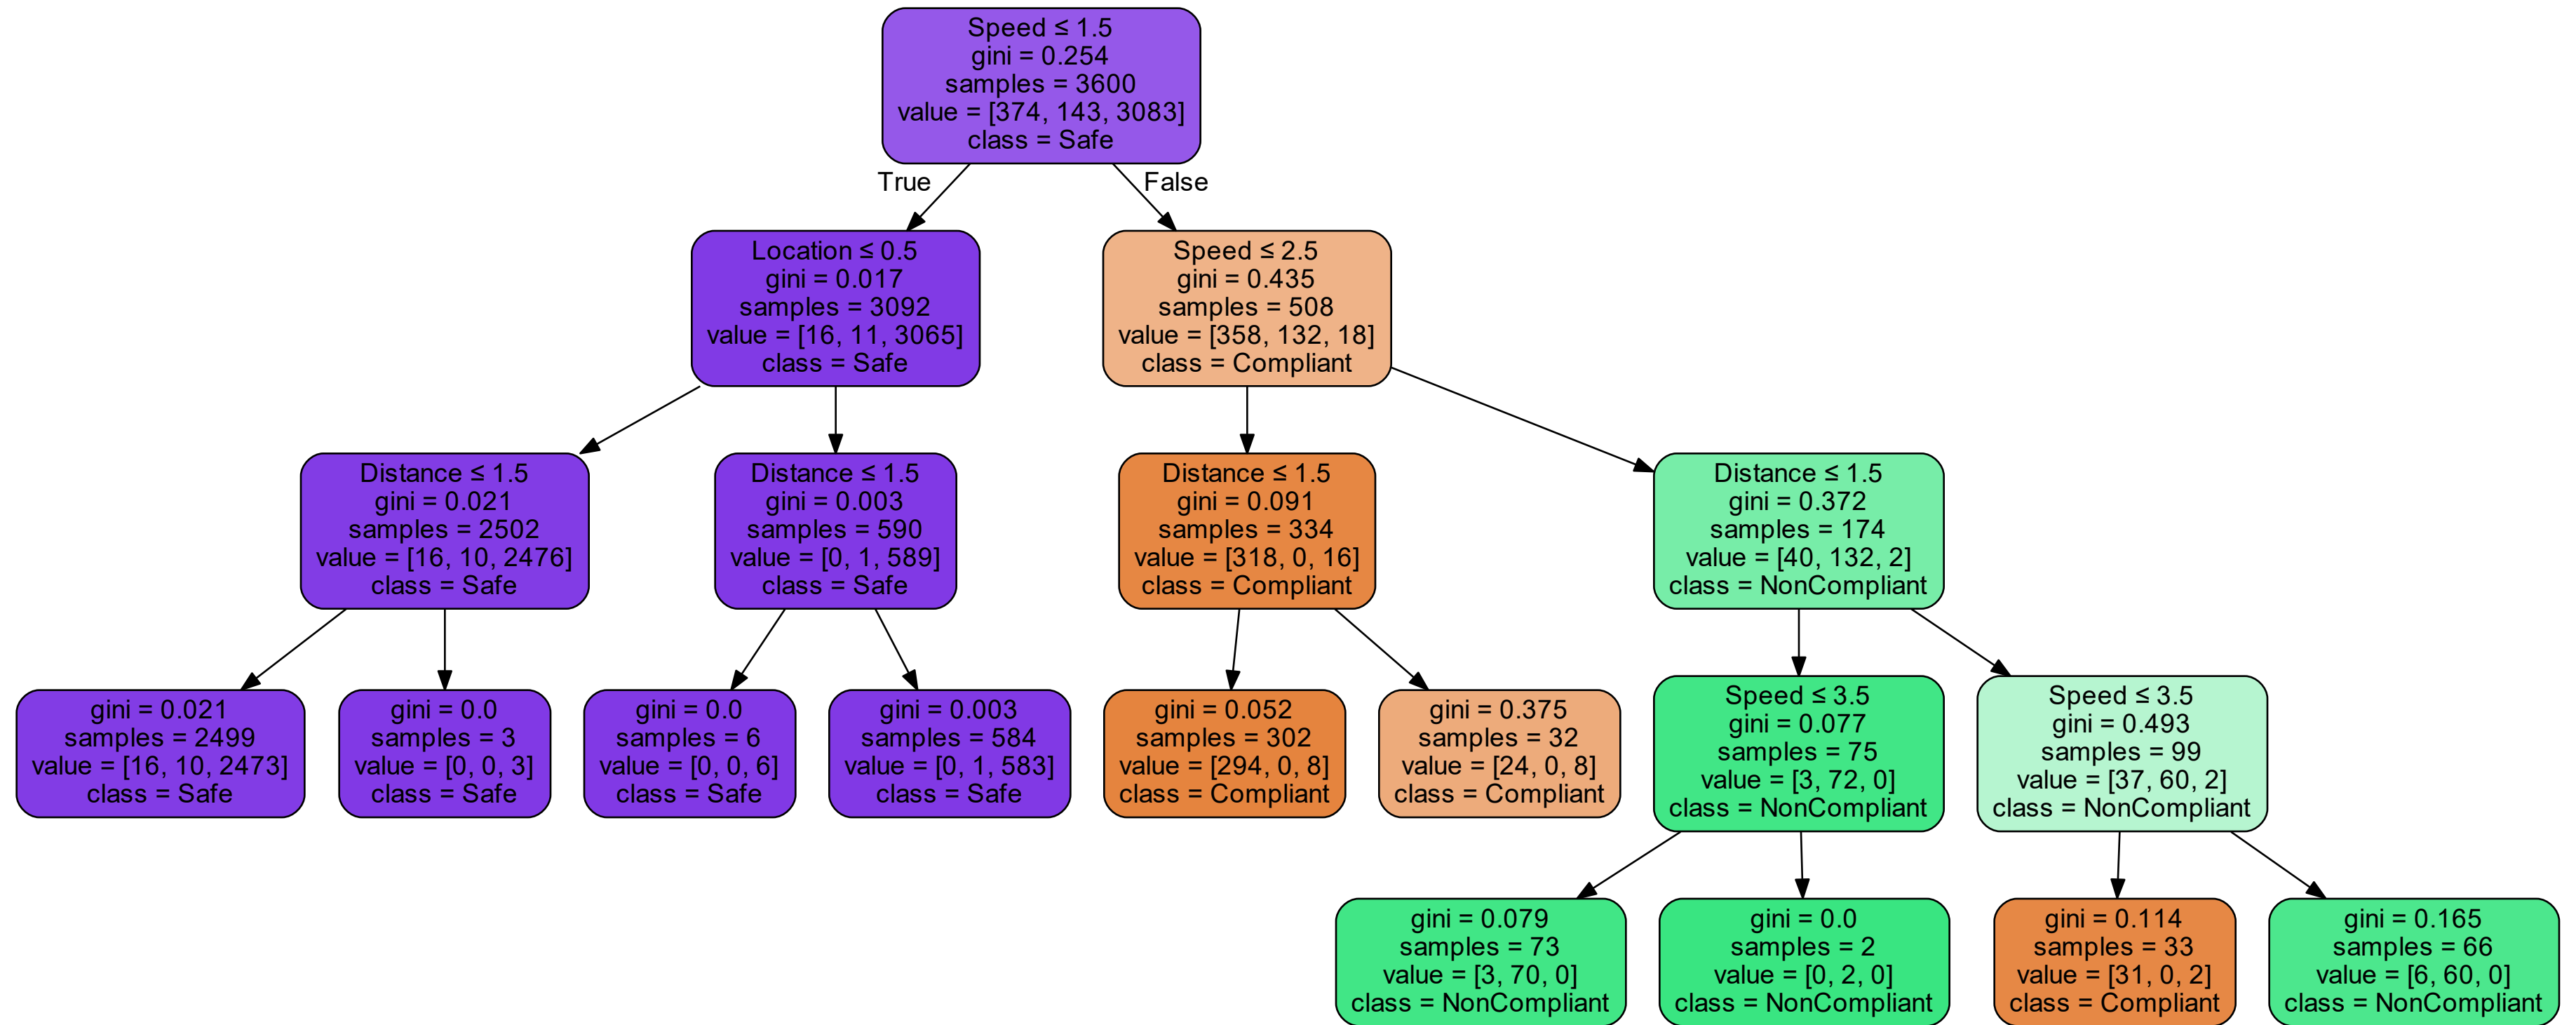 Speed ≤ 1.5
gini = 0.254
samples = 3600
value = [374, 143, 3083]
class = Safe
True
False
Location ≤ 0.5
gini = 0.017
samples = 3092
value = [16, 11, 3065]
class = Safe
Speed ≤ 2.5
gini = 0.435
samples = 508
value = [358, 132, 18]
class = Compliant
Distance ≤ 1.5
gini = 0.021
samples = 2502
value = [16, 10, 2476]
class = Safe
Distance ≤ 1.5
gini = 0.003
samples = 590
value = [0, 1, 589]
class = Safe
Distance ≤ 1.5
gini = 0.091
samples = 334
value = [318, 0, 16]
class = Compliant
Distance ≤ 1.5
gini = 0.372
samples = 174
value = [40, 132, 2]
class = NonCompliant
gini = 0.021
samples = 2499
value = [16, 10, 2473]
class = Safe
gini = 0.0
samples = 3
value = [0, 0, 3]
class = Safe
gini = 0.0
samples = 6
value = [0, 0, 6]
class = Safe
gini = 0.003
samples = 584
value = [0, 1, 583]
class = Safe
gini = 0.052
samples = 302
value = [294, 0, 8]
class = Compliant
gini = 0.375
samples = 32
value = [24, 0, 8]
class = Compliant
Speed ≤ 3.5
gini = 0.077
samples = 75
value = [3, 72, 0]
class = NonCompliant
Speed ≤ 3.5
gini = 0.493
samples = 99
value = [37, 60, 2]
class = NonCompliant
gini = 0.079
samples = 73
value = [3, 70, 0]
class = NonCompliant
gini = 0.0
samples = 2
value = [0, 2, 0]
class = NonCompliant
gini = 0.114
samples = 33
value = [31, 0, 2]
class = Compliant
gini = 0.165
samples = 66
value = [6, 60, 0]
class = NonCompliant